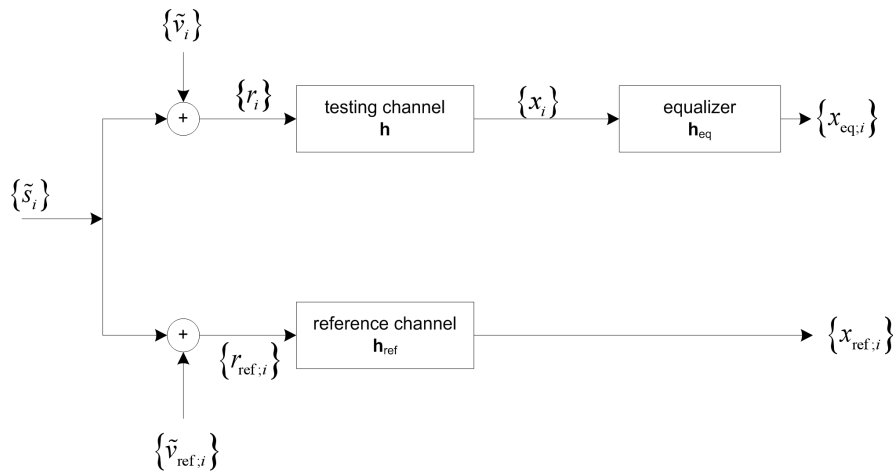 {ṽ_i}
+
{r_i}
testing channel
h
{x_i}
equalizer
h_eq
{x_eq;i}
{s̃_i}
+
{r_ref;i}
reference channel
h_ref
{x_ref;i}
{ṽ_ref;i}